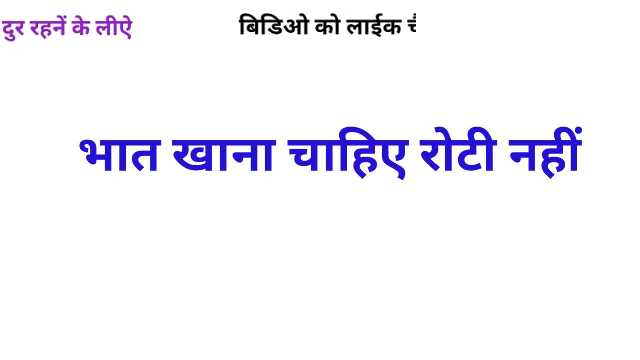 दुर रहनें के लीऐ
बिडिओ को लाईक
भात खाना चाहिए रोटी नहीं